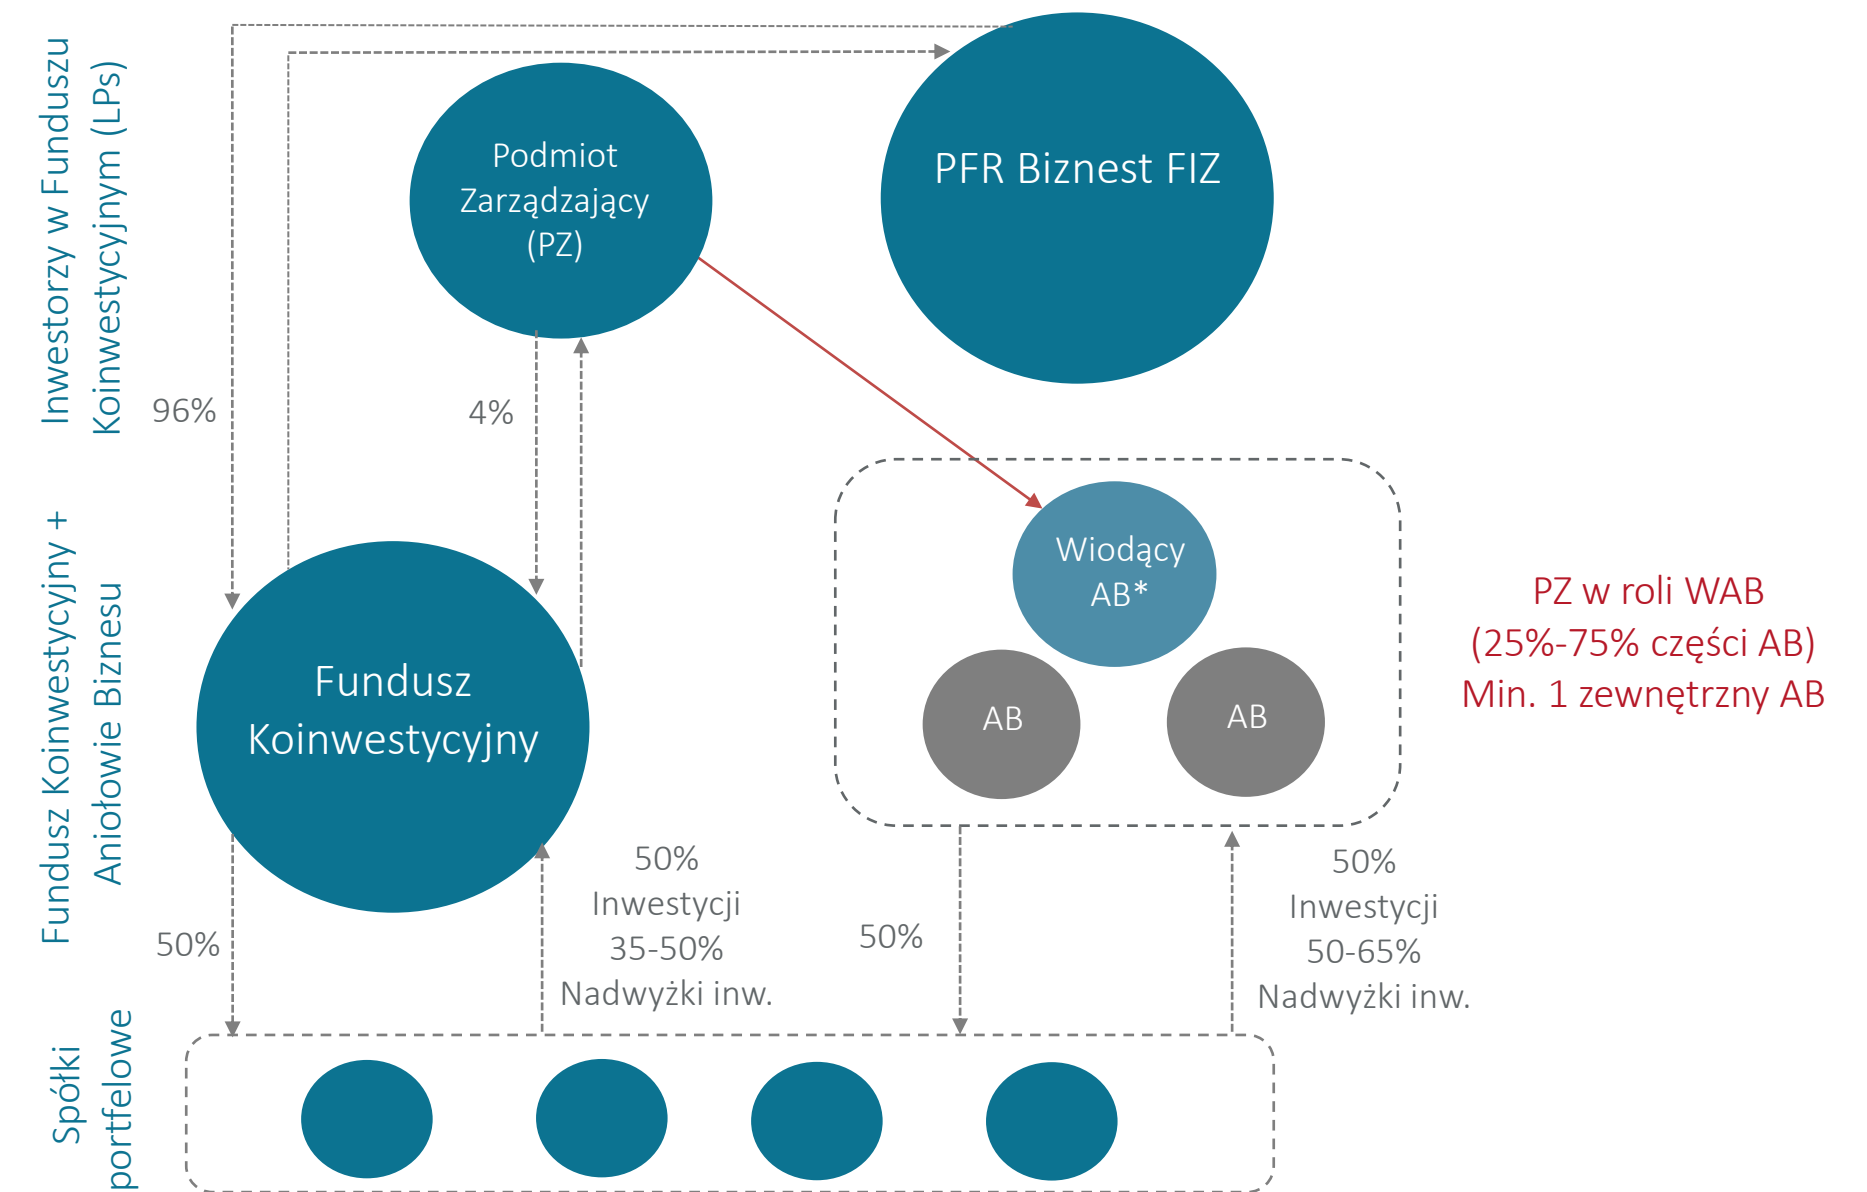 Inwestorzy w Funduszu
Koinwestycyjnym (LPs)
Podmiot
Zarządzający
(PZ)
PFR Biznest FIZ
96%
4%
Fundusz Koinwestycyjny +
Aniołowie Biznesu
Fundusz
Koinwestycyjny
Wiodący
AB*
AB
AB
PZ w roli WAB
(25%-75% części AB)
Min. 1 zewnętrzny AB
50%
50%
Inwestycji
35-50%
Nadwyżki inw.
50%
50%
Inwestycji
50-65%
Nadwyżki inw.
Spółki
portfelowe